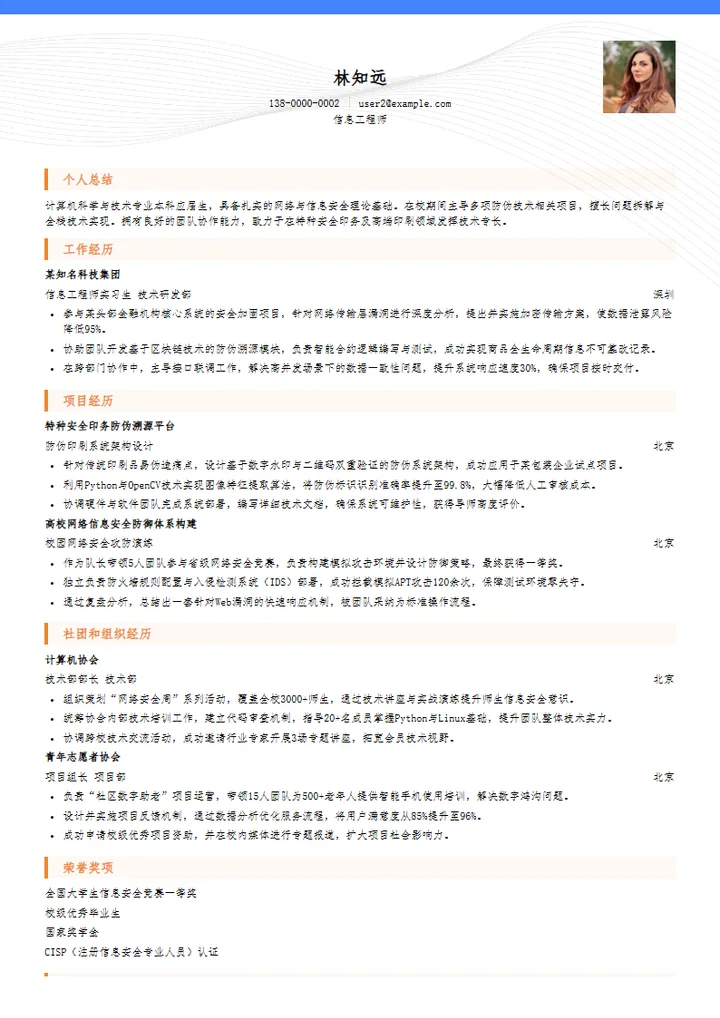 林知远
138-0000-0002 | user2@example.com
信息工程师
个人总结
计算机科学与技术专业本科应届生，具备扎实的网络与信息安全理论基础。在校期间主导多项防伪技术相关项目，擅长问题拆解与
全栈技术实现。拥有良好的团队协作能力，致力于在特种安全印务及高端印刷领域发挥技术专长。
工作经历
某知名科技集团
信息工程师实习生 技术研发部 深圳
• 参与某头部金融机构核心系统的安全加固项目，针对网络传输层漏洞进行深度分析，提出并实施加密传输方案，使数据泄露风险
降低95%。
• 协助团队开发基于区块链技术的防伪溯源模块，负责智能合约逻辑编写与测试，成功实现商品全生命周期信息不可篡改记录。
• 在跨部门协作中，主导接口联调工作，解决高并发场景下的数据一致性问题，提升系统响应速度30%，确保项目按时交付。
项目经历
特种安全印务防伪溯源平台
防伪印刷系统架构设计 北京
• 针对传统印刷品易伪造痛点，设计基于数字水印与二维码双重验证的防伪系统架构，成功应用于某包装企业试点项目。
• 利用Python与OpenCV技术实现图像特征提取算法，将防伪标识识别准确率提升至99.8%，大幅降低人工审核成本。
• 协调硬件与软件团队完成系统部署，编写详细技术文档，确保系统可维护性，获得导师高度评价。
高校网络信息安全防御体系构建
校园网络安全攻防演练 北京
• 作为队长带领5人团队参与省级网络安全竞赛，负责构建模拟攻击环境并设计防御策略，最终获得一等奖。
• 独立负责防火墙规则配置与入侵检测系统（IDS）部署，成功拦截模拟APT攻击120余次，保障测试环境零失守。
• 通过复盘分析，总结出一套针对Web漏洞的快速响应机制，被团队采纳为标准操作流程。
社团和组织经历
计算机协会
技术部部长 技术部 北京
• 组织策划“网络安全周”系列活动，覆盖全校3000+师生，通过技术讲座与实战演练提升师生信息安全意识。
• 统筹协会内部技术培训工作，建立代码审查机制，指导20+名成员掌握Python与Linux基础，提升团队整体技术实力。
• 协调跨校技术交流活动，成功邀请行业专家开展3场专题讲座，拓宽会员技术视野。
青年志愿者协会
项目组长 项目部 北京
• 负责“社区数字助老”项目运营，带领15人团队为500+老年人提供智能手机使用培训，解决数字鸿沟问题。
• 设计并实施项目反馈机制，通过数据分析优化服务流程，将用户满意度从85%提升至96%。
• 成功申请校级优秀项目资助，并在校内媒体进行专题报道，扩大项目社会影响力。
荣誉奖项
全国大学生信息安全竞赛一等奖
校级优秀毕业生
国家奖学金
CISP（注册信息安全专业人员）认证